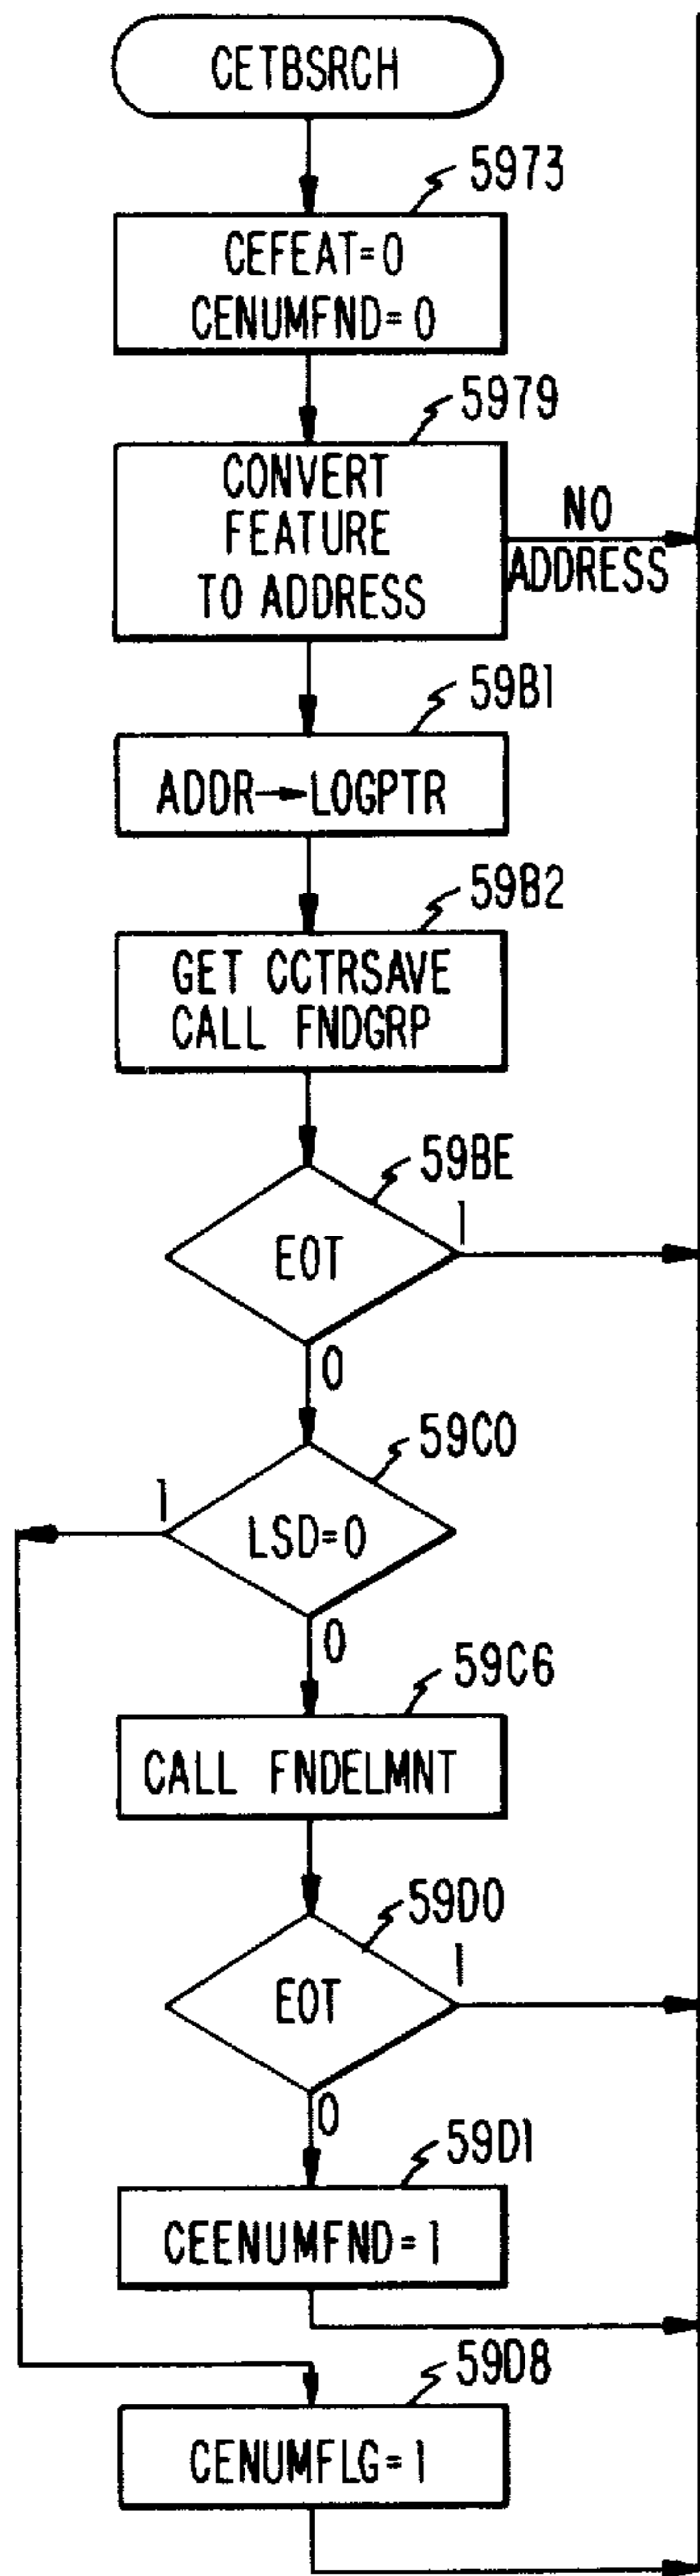 CETBSRCH
5973
CEFEAT=0
CENUMFND=0
5979
CONVERT
FEATURE
TO ADDRESS
NO
ADDRESS
59B1
ADDR→LOGPTR
59B2
GET CCTRSAVE
CALL FNDGRP
59BE
EOT
1
0
59C0
1
LSD=0
0
59C6
CALL FNDELMNT
59D0
EOT
1
0
59D1
CEENUMFND=1
59D8
CENUMFLG=1